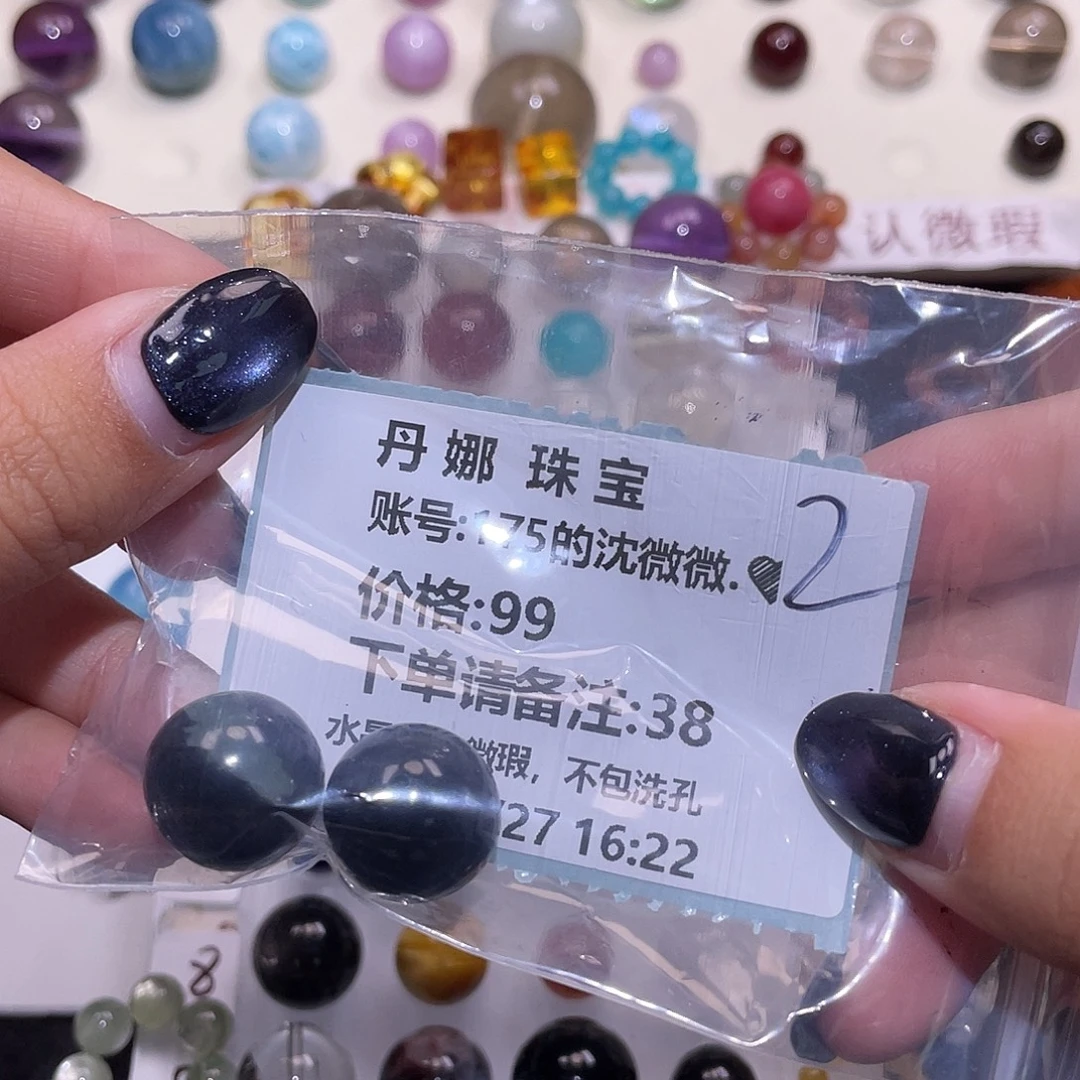 认微瑕
丹娜 珠宝
账号:175的沈微微.
2
价格:99
下单请备注:38
微瑕，不包洗孔
/27 16:22
8